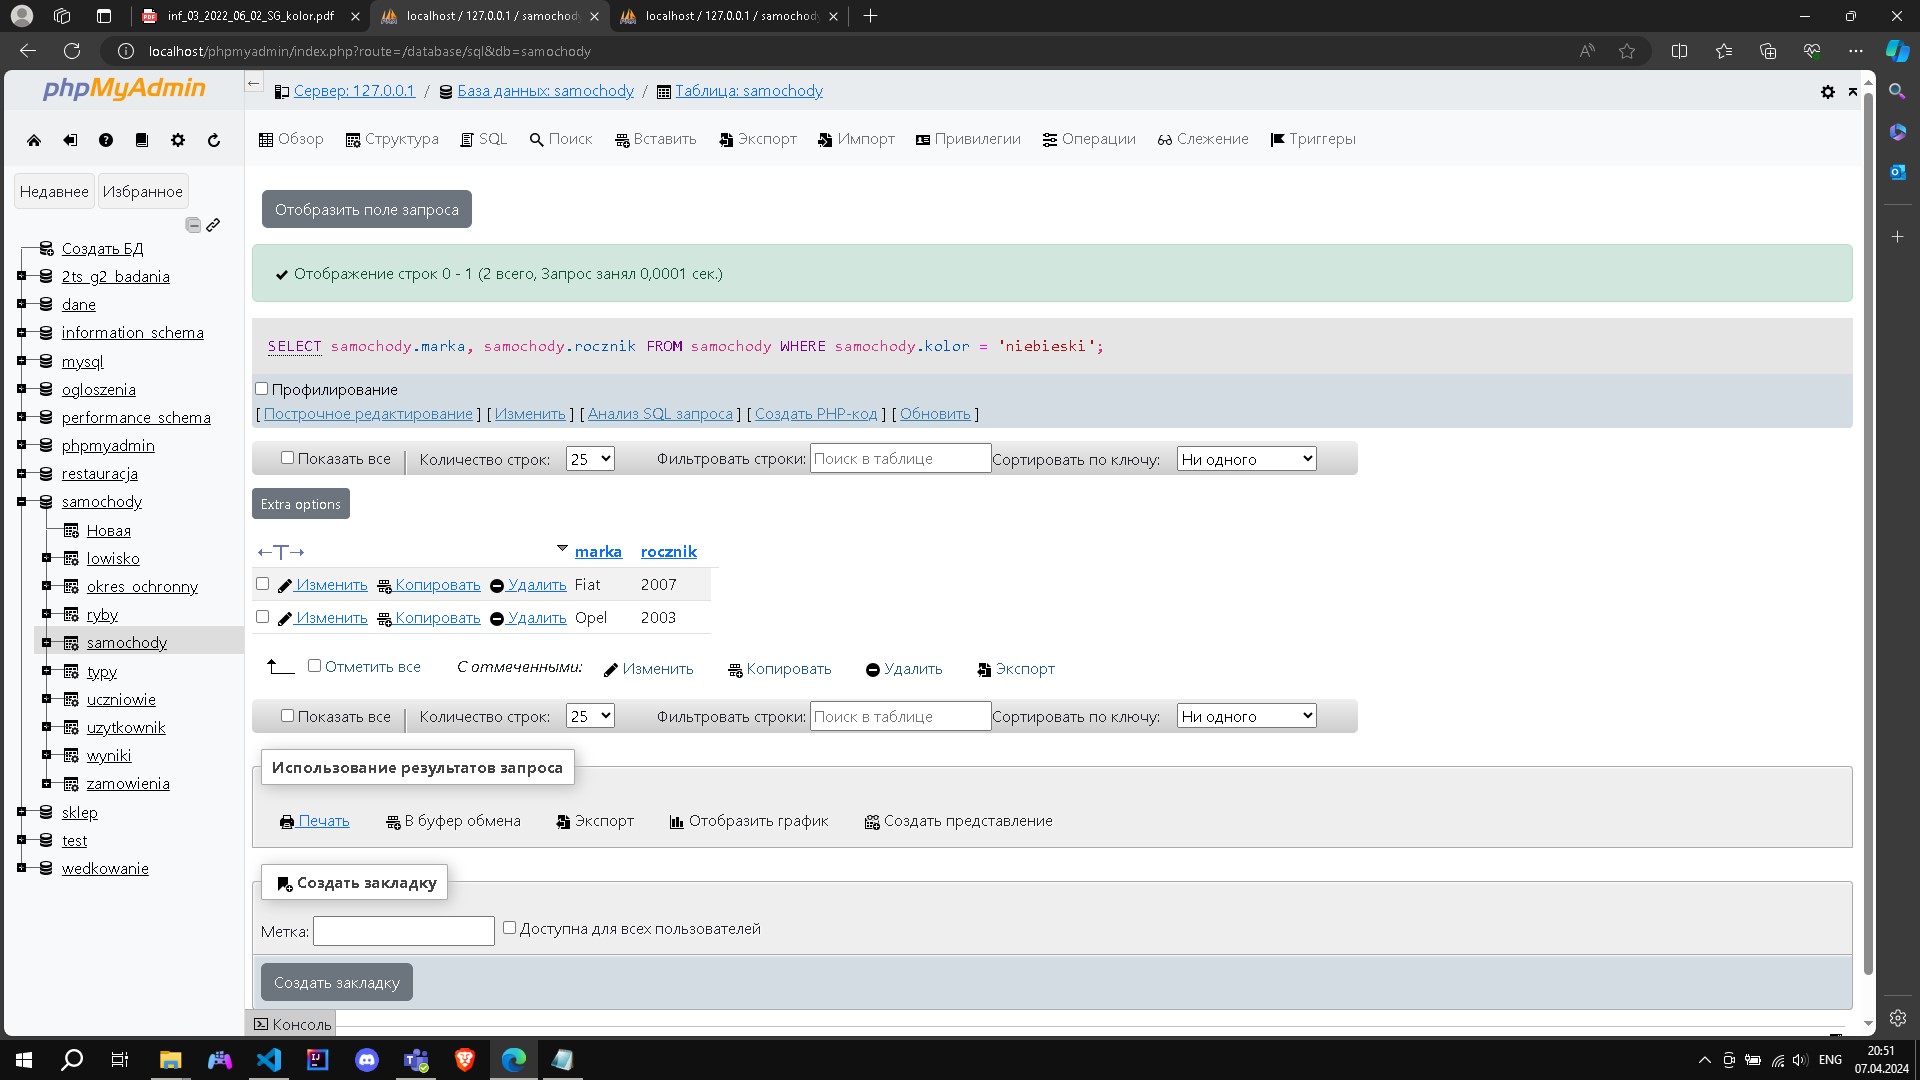 inf_03_2022_06_02_SG_kolor.pdf
localhost / 127.0.0.1 / samochody
localhost / 127.0.0.1 / samochody
localhost/phpmyadmin/index.php?route=/database/sql&db=samochody
phpMyAdmin
Недавнее Избранное
Создать БД
2ts_g2_badania
dane
information_schema
mysql
ogloszenia
performance_schema
phpmyadmin
restauracja
samochody
Новая
lowisko
okres_ochronny
ryby
samochody
typy
uczniowie
uzytkownik
wyniki
zamowienia
sklep
test
wedkowanie
Сервер: 127.0.0.1 / База данных: samochody / Таблица: samochody
Обзор Структура SQL Поиск Вставить Экспорт Импорт Привилегии Операции Слежение Триггеры
Отобразить поле запроса
Отображение строк 0 - 1 (2 всего, Запрос занял 0,0001 сек.)
SELECT samochody.marka, samochody.rocznik FROM samochody WHERE samochody.kolor = 'niebieski';
Профилирование
[ Построчное редактирование ] [ Изменить ] [ Анализ SQL запроса ] [ Создать PHP-код ] [ Обновить ]
Показать все Количество строк: 25 Фильтровать строки: Поиск в таблице Сортировать по ключу: Ни одного
Extra options
←T→ marka rocznik
Изменить Копировать Удалить Fiat 2007
Изменить Копировать Удалить Opel 2003
Отметить все С отмеченными: Изменить Копировать Удалить Экспорт
Показать все Количество строк: 25 Фильтровать строки: Поиск в таблице Сортировать по ключу: Ни одного
Использование результатов запроса
Печать В буфер обмена Экспорт Отобразить график Создать представление
Создать закладку
Метка: Доступна для всех пользователей
Создать закладку
Консоль
ENG
20:51
07.04.2024